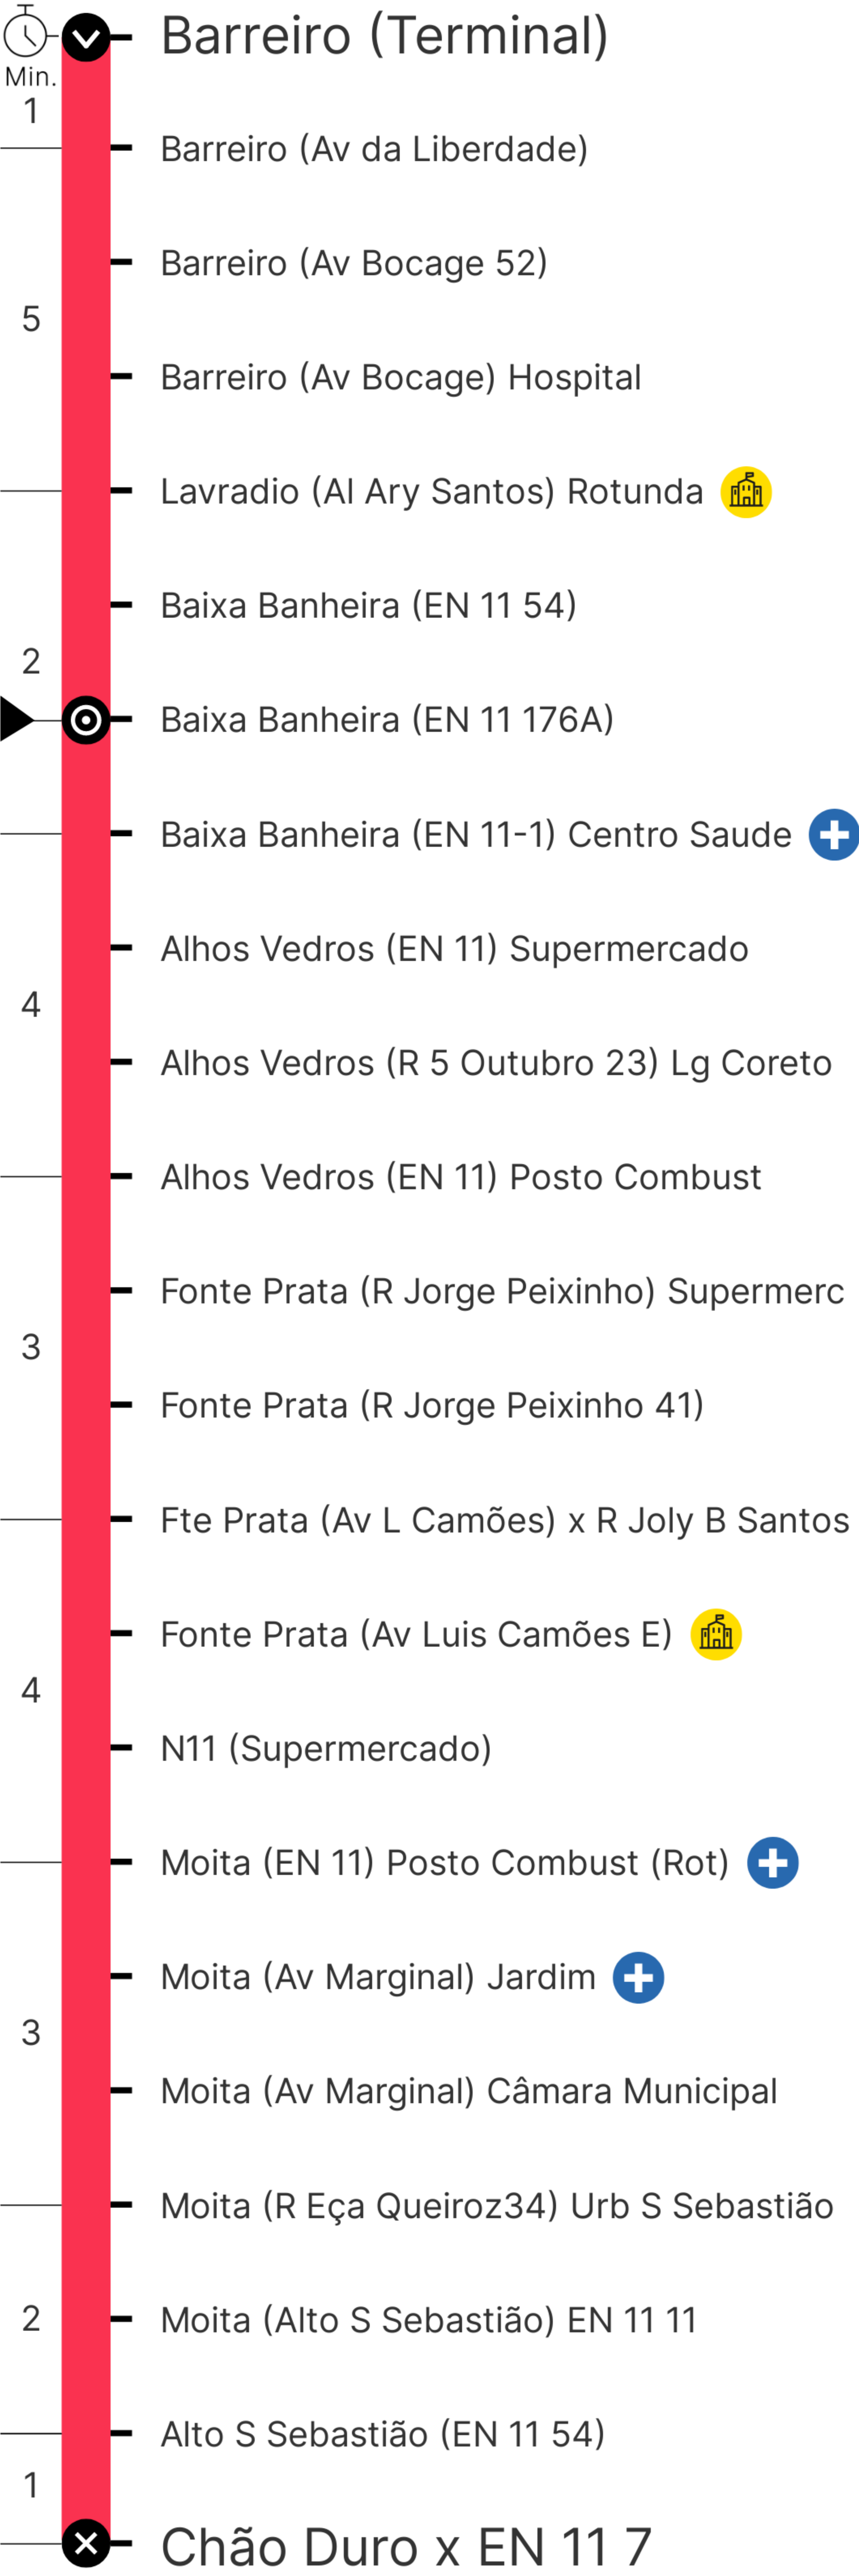 Barreiro (Terminal)
Min.
1
Barreiro (Av da Liberdade)
Barreiro (Av Bocage 52)
5
Barreiro (Av Bocage) Hospital
Lavradio (Al Ary Santos) Rotunda
Baixa Banheira (EN 11 54)
2
Baixa Banheira (EN 11 176A)
Baixa Banheira (EN 11-1) Centro Saude
Alhos Vedros (EN 11) Supermercado
4
Alhos Vedros (R 5 Outubro 23) Lg Coreto
Alhos Vedros (EN 11) Posto Combust
Fonte Prata (R Jorge Peixinho) Supermerc
3
Fonte Prata (R Jorge Peixinho 41)
Fte Prata (Av L Camões) x R Joly B Santos
Fonte Prata (Av Luis Camões E)
4
N11 (Supermercado)
Moita (EN 11) Posto Combust (Rot)
Moita (Av Marginal) Jardim
3
Moita (Av Marginal) Câmara Municipal
Moita (R Eça Queiroz34) Urb S Sebastião
2
Moita (Alto S Sebastião) EN 11 11
Alto S Sebastião (EN 11 54)
1
Chão Duro x EN 11 7